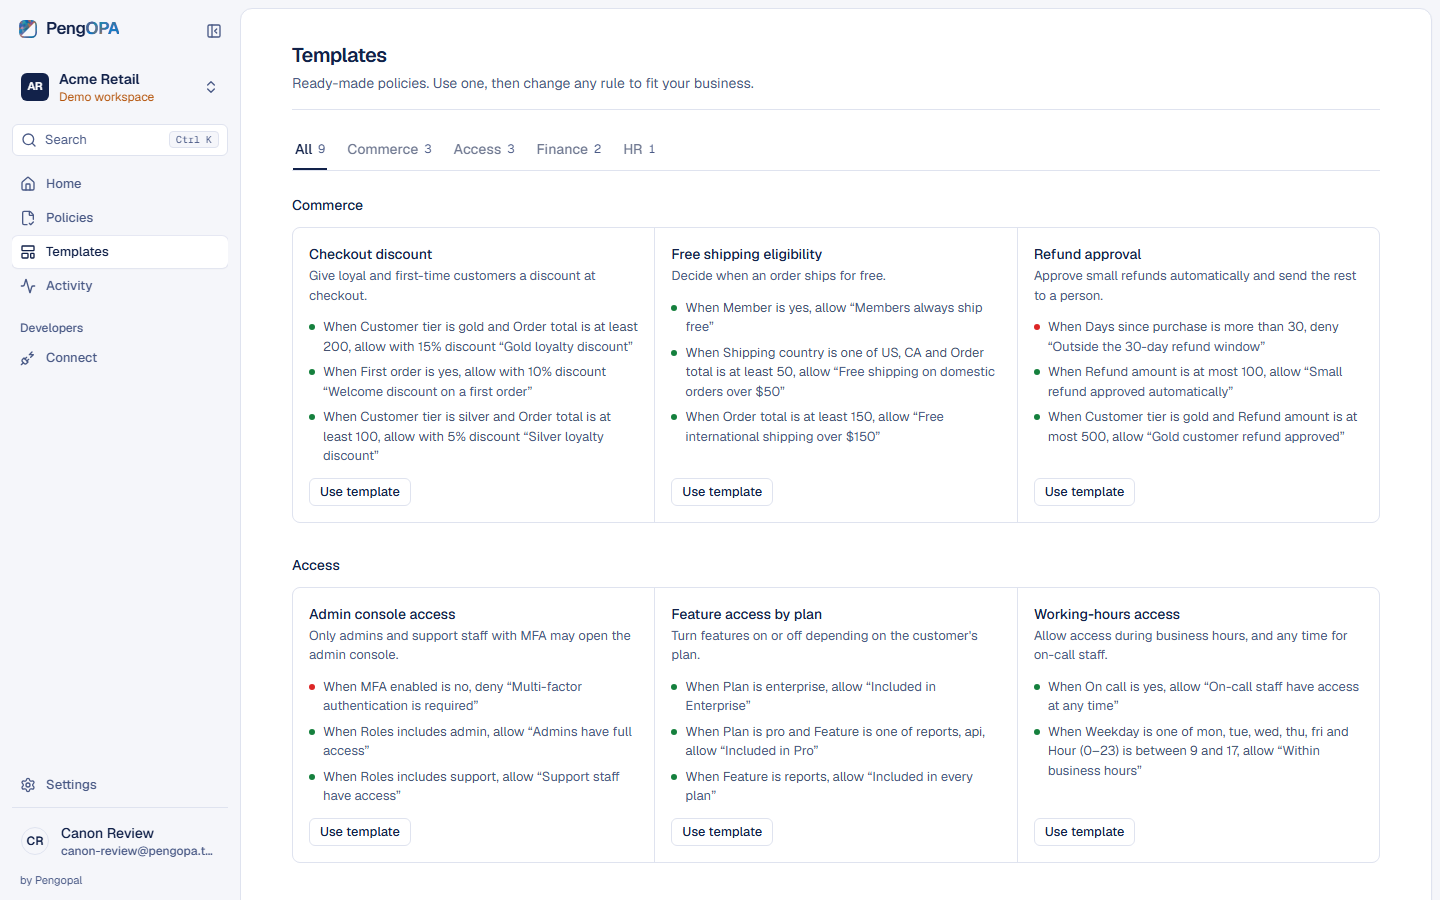 PengOPA
AR
Acme Retail
Demo workspace
Search
Ctrl K
Home
Policies
Templates
Activity
Developers
Connect
Settings
CR
Canon Review
canon-review@pengopa.t...
by Pengopal
Templates
Ready-made policies. Use one, then change any rule to fit your business.
All 9
Commerce 3
Access 3
Finance 2
HR 1
Commerce
Checkout discount
Give loyal and first-time customers a discount at
checkout.
When Customer tier is gold and Order total is at least
200, allow with 15% discount “Gold loyalty discount”
When First order is yes, allow with 10% discount
“Welcome discount on a first order”
When Customer tier is silver and Order total is at
least 100, allow with 5% discount “Silver loyalty
discount”
Use template
Free shipping eligibility
Decide when an order ships for free.
When Member is yes, allow “Members always ship
free”
When Shipping country is one of US, CA and Order
total is at least 50, allow “Free shipping on domestic
orders over $50”
When Order total is at least 150, allow “Free
international shipping over $150”
Use template
Refund approval
Approve small refunds automatically and send the rest
to a person.
When Days since purchase is more than 30, deny
“Outside the 30-day refund window”
When Refund amount is at most 100, allow “Small
refund approved automatically”
When Customer tier is gold and Refund amount is at
most 500, allow “Gold customer refund approved”
Use template
Access
Admin console access
Only admins and support staff with MFA may open the
admin console.
When MFA enabled is no, deny “Multi-factor
authentication is required”
When Roles includes admin, allow “Admins have full
access”
When Roles includes support, allow “Support staff
have access”
Use template
Feature access by plan
Turn features on or off depending on the customer's
plan.
When Plan is enterprise, allow “Included in
Enterprise”
When Plan is pro and Feature is one of reports, api,
allow “Included in Pro”
When Feature is reports, allow “Included in every
plan”
Use template
Working-hours access
Allow access during business hours, and any time for
on-call staff.
When On call is yes, allow “On-call staff have access
at any time”
When Weekday is one of mon, tue, wed, thu, fri and
Hour (0–23) is between 9 and 17, allow “Within
business hours”
Use template